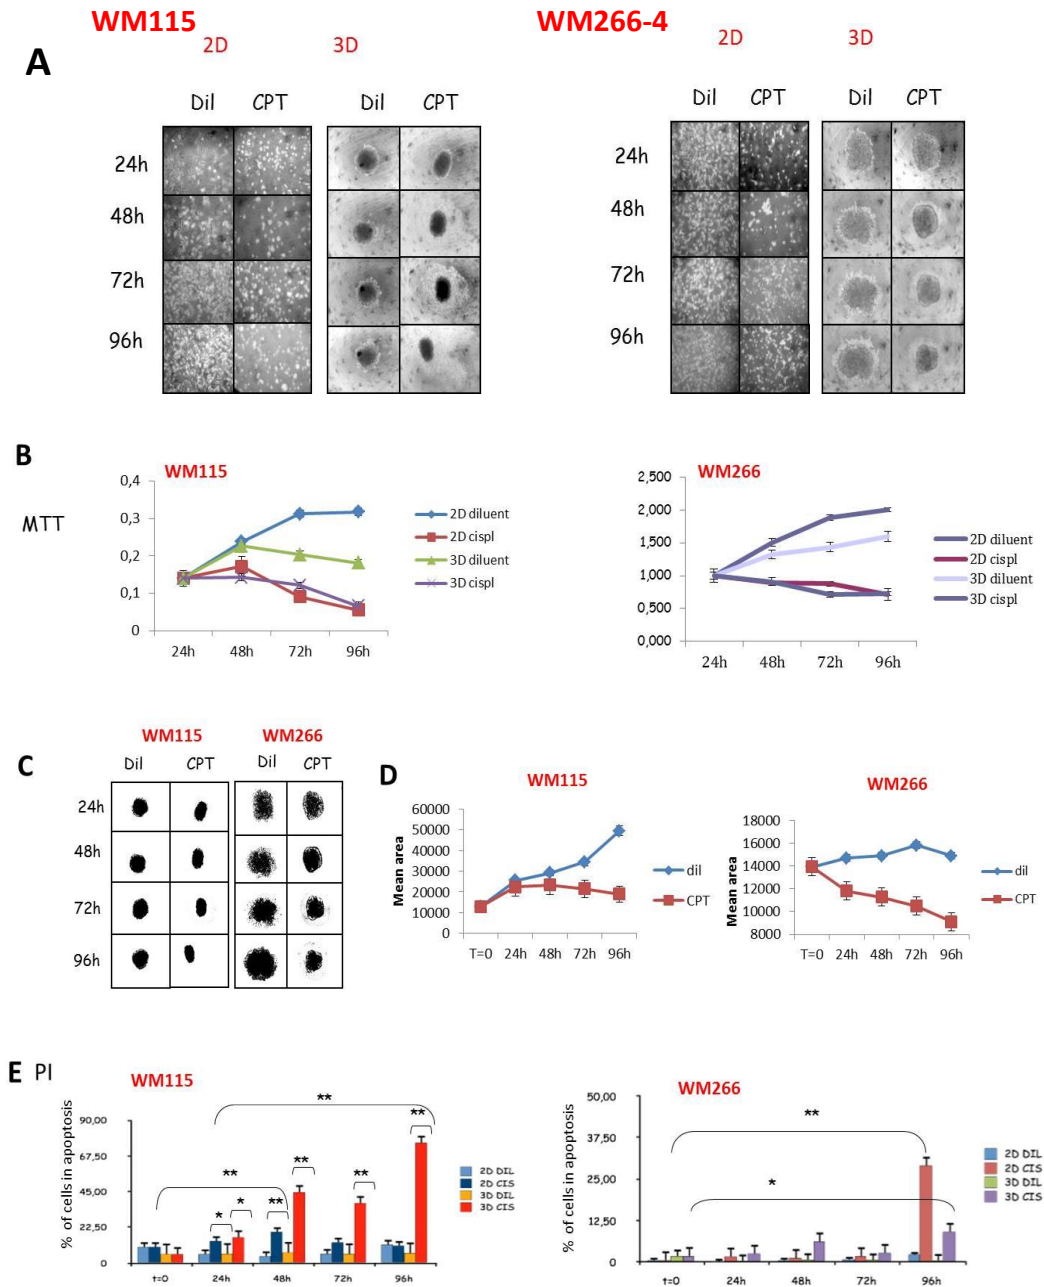 WM115
WM266-4
2D 3D
2D 3D
A
Dil CPT Dil CPT
Dil CPT Dil CPT
24h
48h
72h
96h
24h
48h
72h
96h
B
MTT
WM115
0,4
0,3
0,2
0,1
0
24h 48h 72h 96h
2D diluent
2D cispl
3D diluent
3D cispl
WM266
2,500
2,000
1,500
1,000
0,500
0,000
24h 48h 72h 96h
2D diluent
2D cispl
3D diluent
3D cispl
C
WM115 WM266
Dil CPT Dil CPT
24h
48h
72h
96h
D
WM115
Mean area
60000
50000
40000
30000
20000
10000
0
T=0 24h 48h 72h 96h
dil
CPT
WM266
Mean area
18000
16000
14000
12000
10000
8000
T=0 24h 48h 72h 96h
dil
CPT
E PI
WM115
% of cells in apoptosis
90,00
67,50
45,00
22,50
0
** ** ** ** ** ** * *
t=0 24h 48h 72h 96h
2D DIL
2D CIS
3D DIL
3D CIS
WM266
% of cells in apoptosis
50,00
37,50
25,00
12,50
0
**
*
t=0 24h 48h 72h 96h
2D DIL
2D CIS
3D DIL
3D CIS